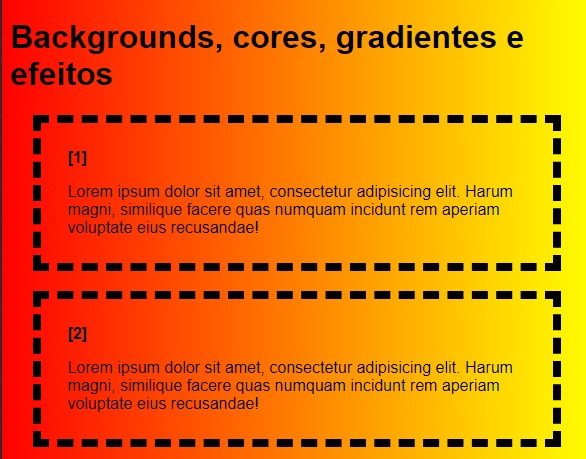 Backgrounds, cores, gradientes e
efeitos
[1]
Lorem ipsum dolor sit amet, consectetur adipisicing elit. Harum
magni, similique facere quas numquam incidunt rem aperiam
voluptate eius recusandae!
[2]
Lorem ipsum dolor sit amet, consectetur adipisicing elit. Harum
magni, similique facere quas numquam incidunt rem aperiam
voluptate eius recusandae!